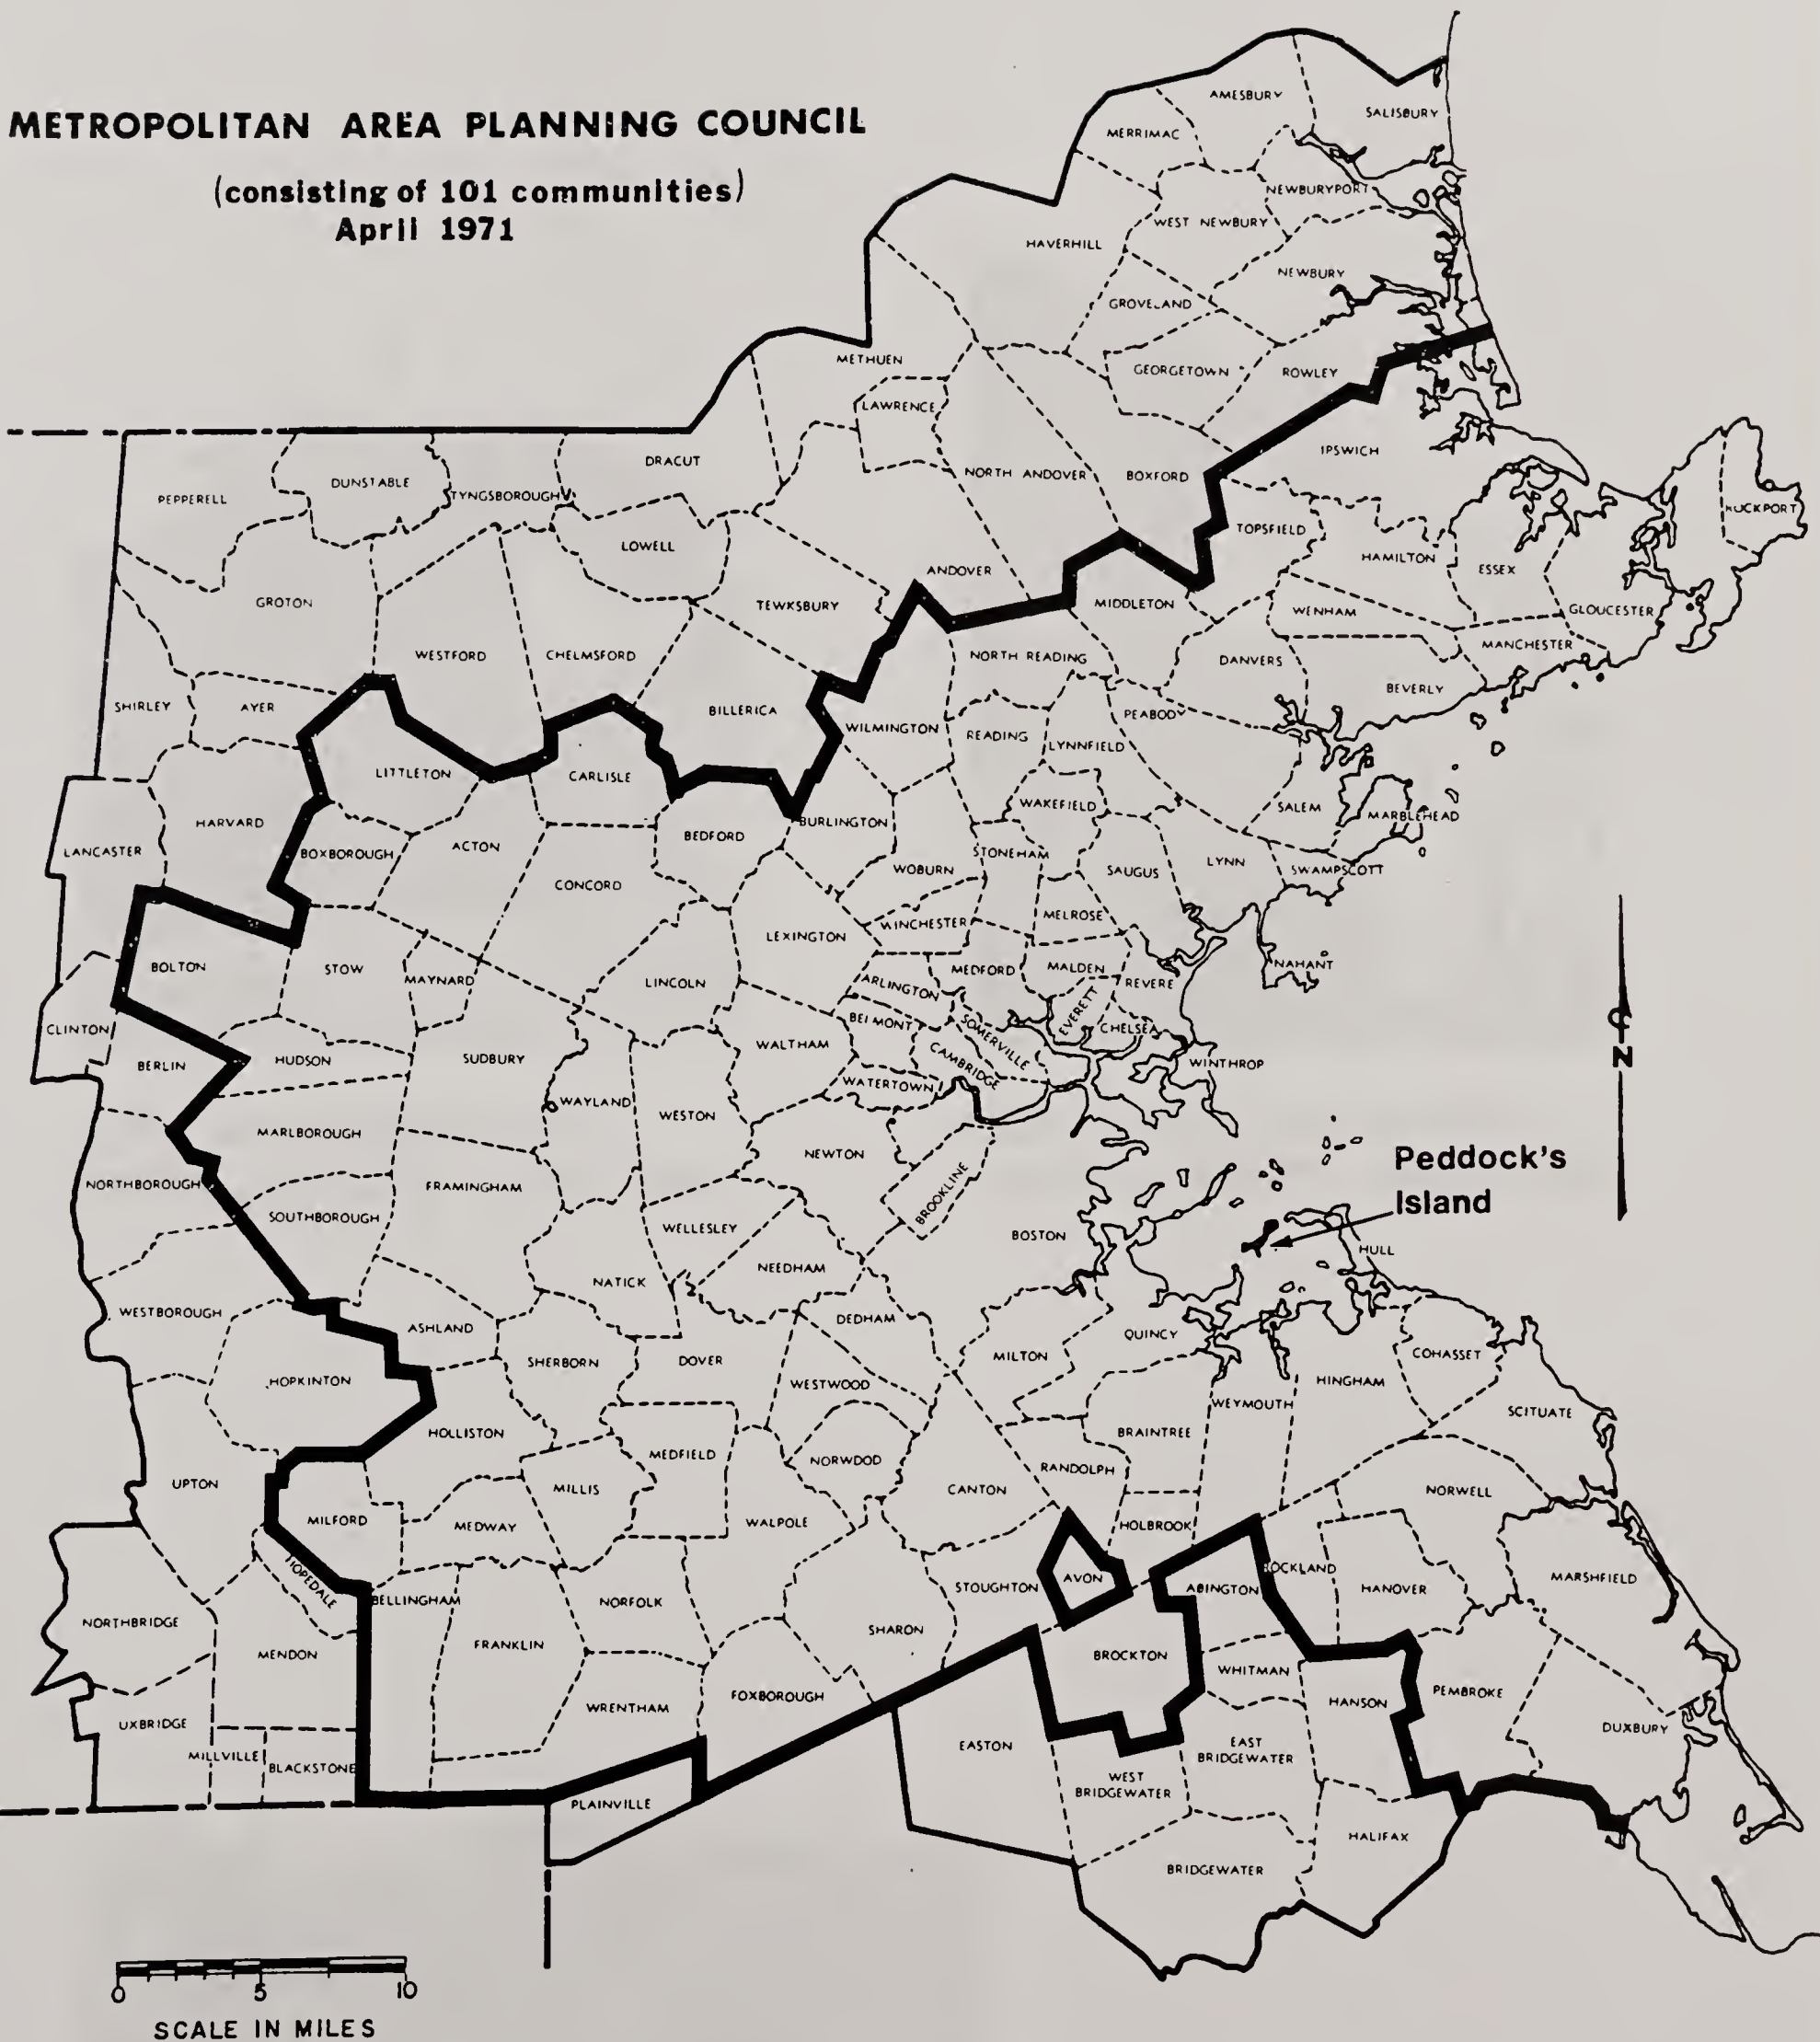 METROPOLITAN AREA PLANNING COUNCIL
(consisting of 101 communities)
April 1971
AMESBURY
SALISBURY
MERRIMAC
NEWBURYPORT
WEST NEWBURY
HAVERHILL
NEWBURY
GROVELAND
METHUEN
GEORGETOWN
ROWLEY
LAWRENCE
IPSWICH
DRACUT
NORTH ANDOVER
BOXFORD
DUNSTABLE
TYNGSBOROUGH
PEPPERELL
ROCKPORT
TOPSFIELD
LOWELL
HAMILTON
ESSEX
ANDOVER
GROTON
TEWKSBURY
MIDDLETON
WENHAM
GLOUCESTER
MANCHESTER
WESTFORD
CHELMSFORD
NORTH READING
DANVERS
BEVERLY
SHIRLEY
AYER
BILLERICA
PEABODY
WILMINGTON
READING
LYNNFIELD
LITTLETON
CARLISLE
WAKEFIELD
SALEM
MARBLEHEAD
HARVARD
BURLINGTON
BEDFORD
LANCASTER
BOXBOROUGH
ACTON
STONEHAM
LYNN
WOBURN
SAUGUS
SWAMPSCOTT
CONCORD
MELROSE
WINCHESTER
LEXINGTON
BOLTON
STOW
MEDFORD
MALDEN
NAHANT
MAYNARD
LINCOLN
ARLINGTON
REVERE
EVERETT
BELMONT
SOMERVILLE
CHELSEA
CLINTON
WALTHAM
HUDSON
SUDBURY
BERLIN
CAMBRIDGE
WINTHROP
N
WATERTOWN
WAYLAND
WESTON
MARLBOROUGH
NEWTON
Peddock's
Island
NORTHBOROUGH
FRAMINGHAM
BROOKLINE
SOUTHBOROUGH
WELLESLEY
BOSTON
HULL
NEEDHAM
NATICK
WESTBOROUGH
DEDHAM
ASHLAND
QUINCY
MILTON
COHASSET
SHERBORN
DOVER
HOPKINTON
WESTWOOD
HINGHAM
WEYMOUTH
SCITUATE
HOLLISTON
BRAINTREE
MEDFIELD
NORWOOD
RANDOLPH
UPTON
MILLIS
CANTON
NORWELL
MILFORD
MEDWAY
WALPOLE
HOLBROOK
HOPEDALE
ROCKLAND
AVON
MARSHFIELD
STOUGHTON
ABINGTON
HANOVER
BELLINGHAM
NORFOLK
NORTHBRIDGE
SHARON
FRANKLIN
MENDON
BROCKTON
WHITMAN
PEMBROKE
FOXBOROUGH
HANSON
WRENTHAM
UXBRIDGE
DUXBURY
EASTON
EAST
BRIDGEWATER
MILLVILLE
BLACKSTONE
WEST
BRIDGEWATER
PLAINVILLE
HALIFAX
BRIDGEWATER
0 5 10
SCALE IN MILES